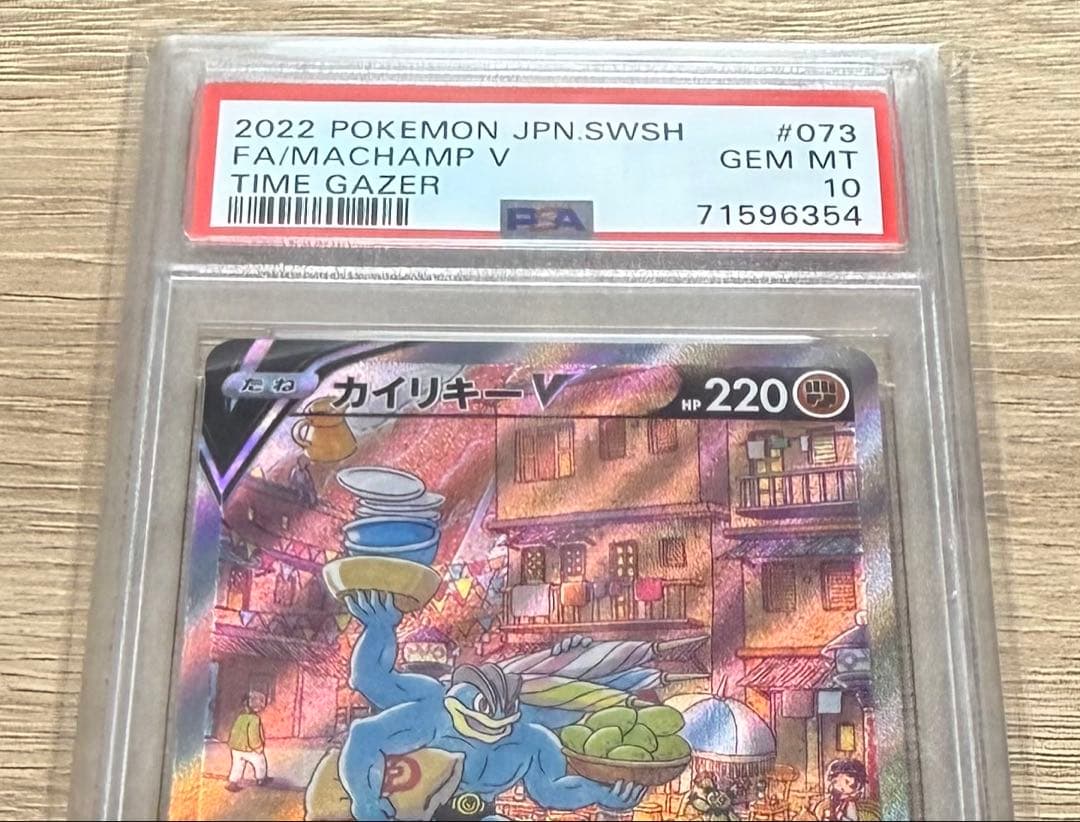 2022 POKEMON JPN.SWSH #073
FA/MACHAMP V GEM MT
TIME GAZER 10
PSA 71596354
たね カイリキーV HP 220